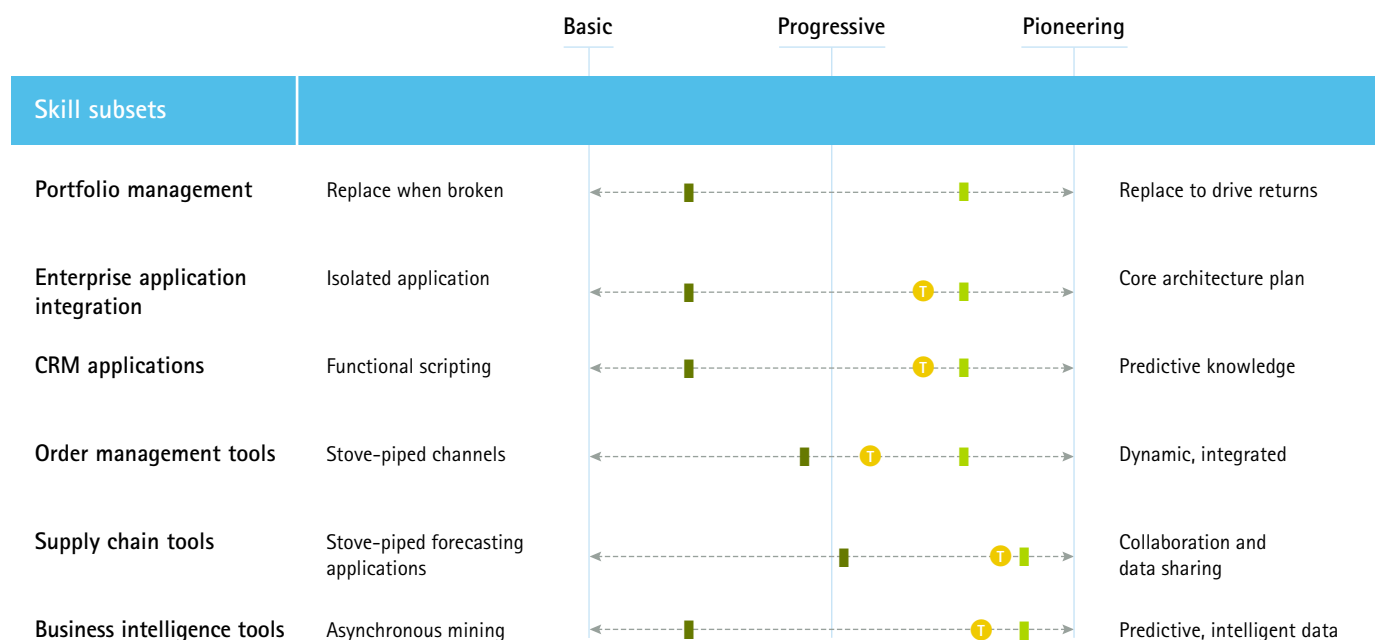 Basic Progressive Pioneering
Skill subsets
Portfolio management Replace when broken Replace to drive returns
Enterprise application Isolated application Core architecture plan
integration T
CRM applications Functional scripting T Predictive knowledge
Order management tools Stove-piped channels T Dynamic, integrated
Supply chain tools Stove-piped forecasting Collaboration and
applications T data sharing
Business intelligence tools Asynchronous mining T Predictive, intelligent data